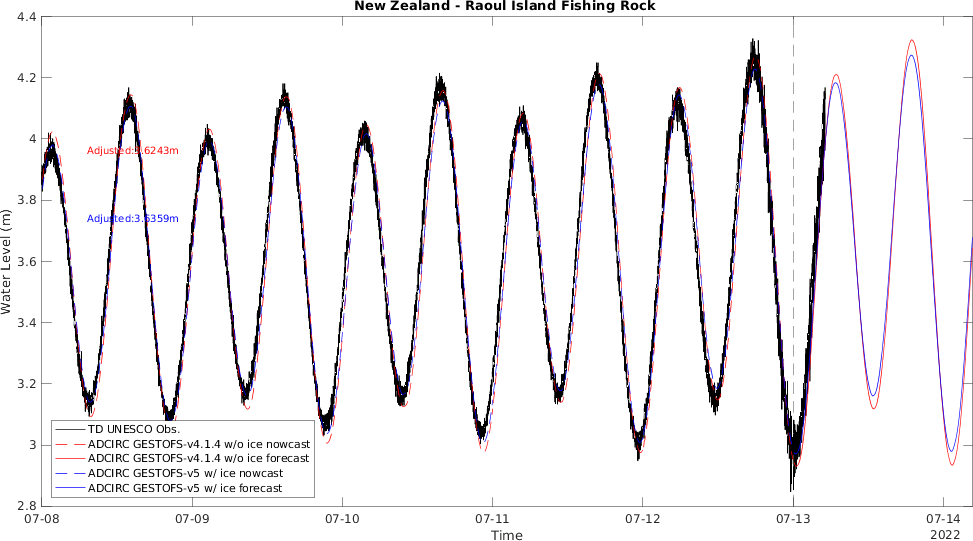 New Zealand - Raoul Island Fishing Rock
Water Level (m)
4.4
4.2
4
3.8
3.6
3.4
3.2
3
2.8
Adjusted:3.6243m
Adjusted:3.6359m
TD UNESCO Obs.
ADCIRC GESTOFS-v4.1.4 w/o ice nowcast
ADCIRC GESTOFS-v4.1.4 w/o ice forecast
ADCIRC GESTOFS-v5 w/ ice nowcast
ADCIRC GESTOFS-v5 w/ ice forecast
07-08 07-09 07-10 07-11 07-12 07-13 07-14
2022
Time